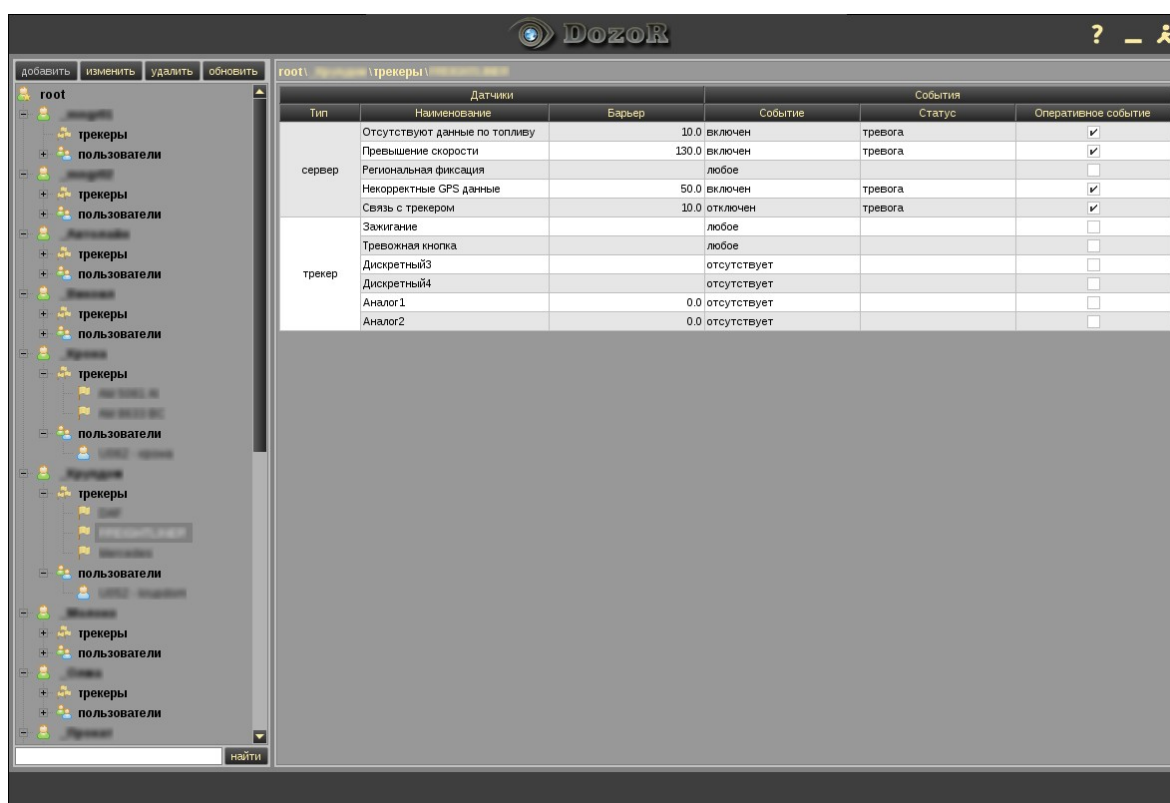 DozoR
?
добавить изменить удалить обновить
root\ \трекеры\
root
трекеры
пользователи
трекеры
пользователи
трекеры
пользователи
трекеры
пользователи
трекеры
пользователи
трекеры
пользователи
трекеры
пользователи
трекеры
пользователи
найти
Датчики События
Тип Наименование Барьер Событие Статус Оперативное событие
сервер
Отсутствуют данные по топливу 10.0 включен тревога
Превышение скорости 130.0 включен тревога
Региональная фиксация любое
Некорректные GPS данные 50.0 включен тревога
Связь с трекером 10.0 отключен тревога
трекер
Зажигание любое
Тревожная кнопка любое
Дискретный3 отсутствует
Дискретный4 отсутствует
Аналог1 0.0 отсутствует
Аналог2 0.0 отсутствует